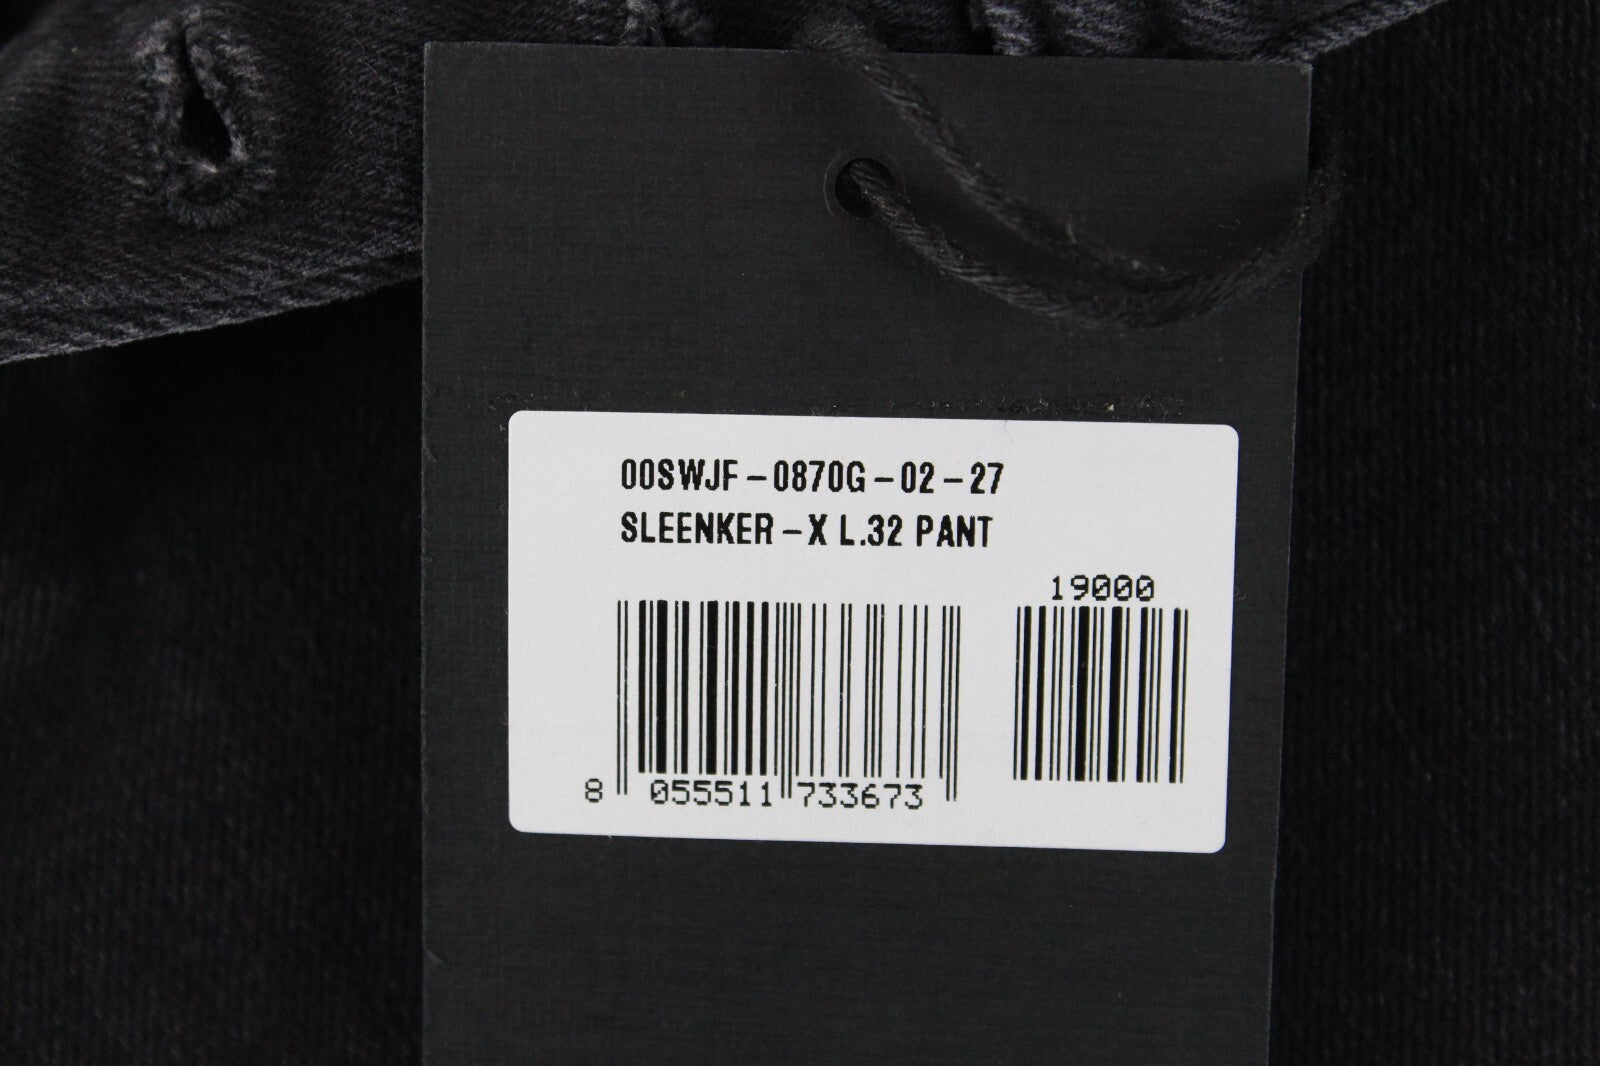 00SWJF-0870G-02-27
SLEENKER-X L.32 PANT
19000
8 055511 733673